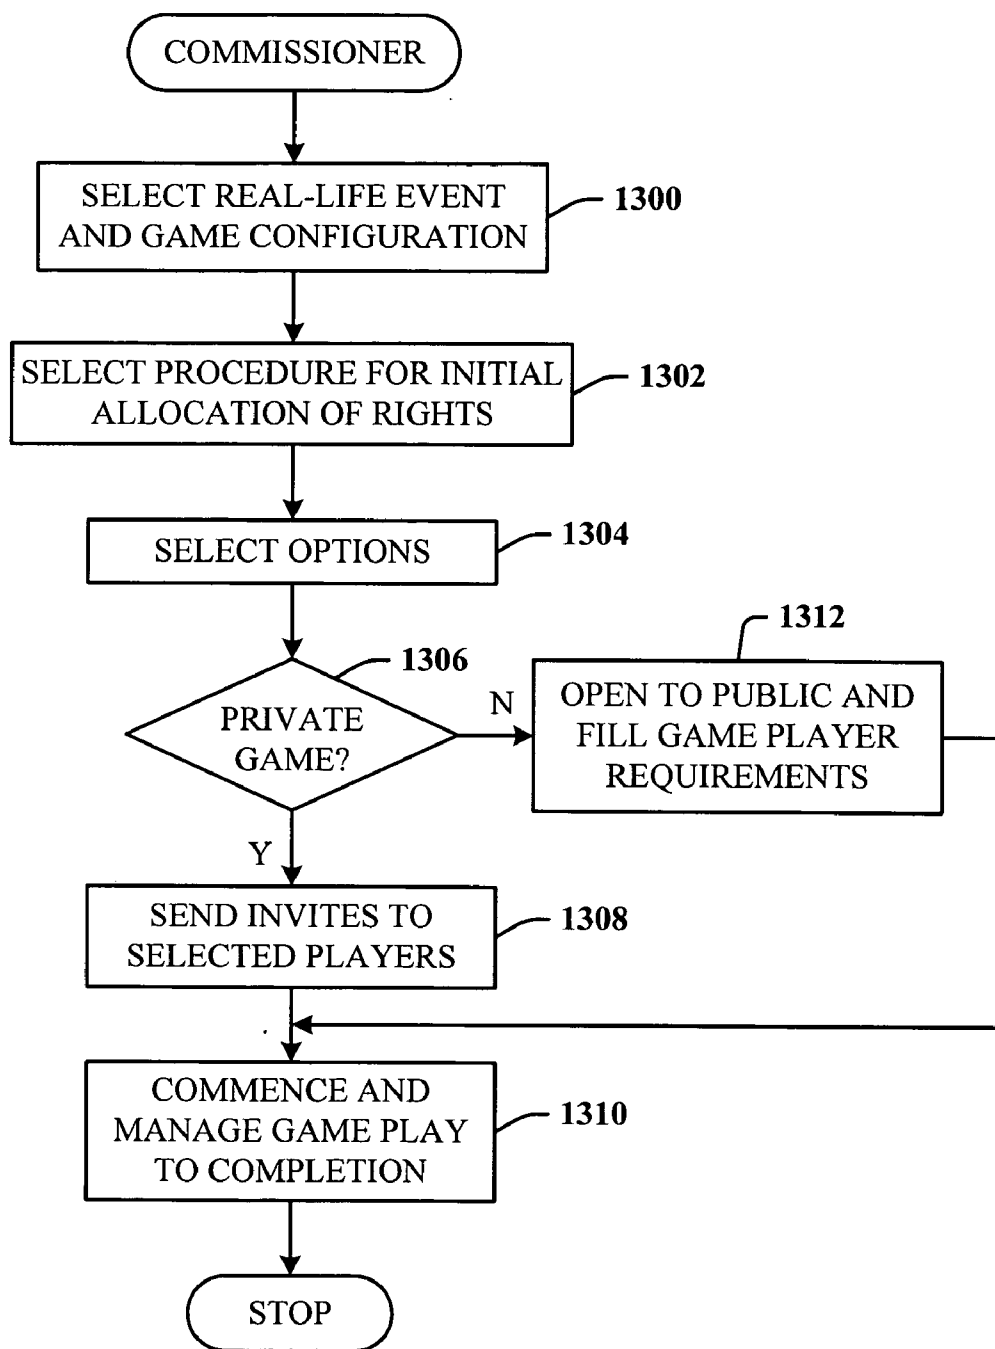 COMMISSIONER
SELECT REAL-LIFE EVENT
AND GAME CONFIGURATION
1300
SELECT PROCEDURE FOR INITIAL
ALLOCATION OF RIGHTS
1302
SELECT OPTIONS
1304
PRIVATE
GAME?
1306
N
OPEN TO PUBLIC AND
FILL GAME PLAYER
REQUIREMENTS
1312
Y
SEND INVITES TO
SELECTED PLAYERS
1308
COMMENCE AND
MANAGE GAME PLAY
TO COMPLETION
1310
STOP